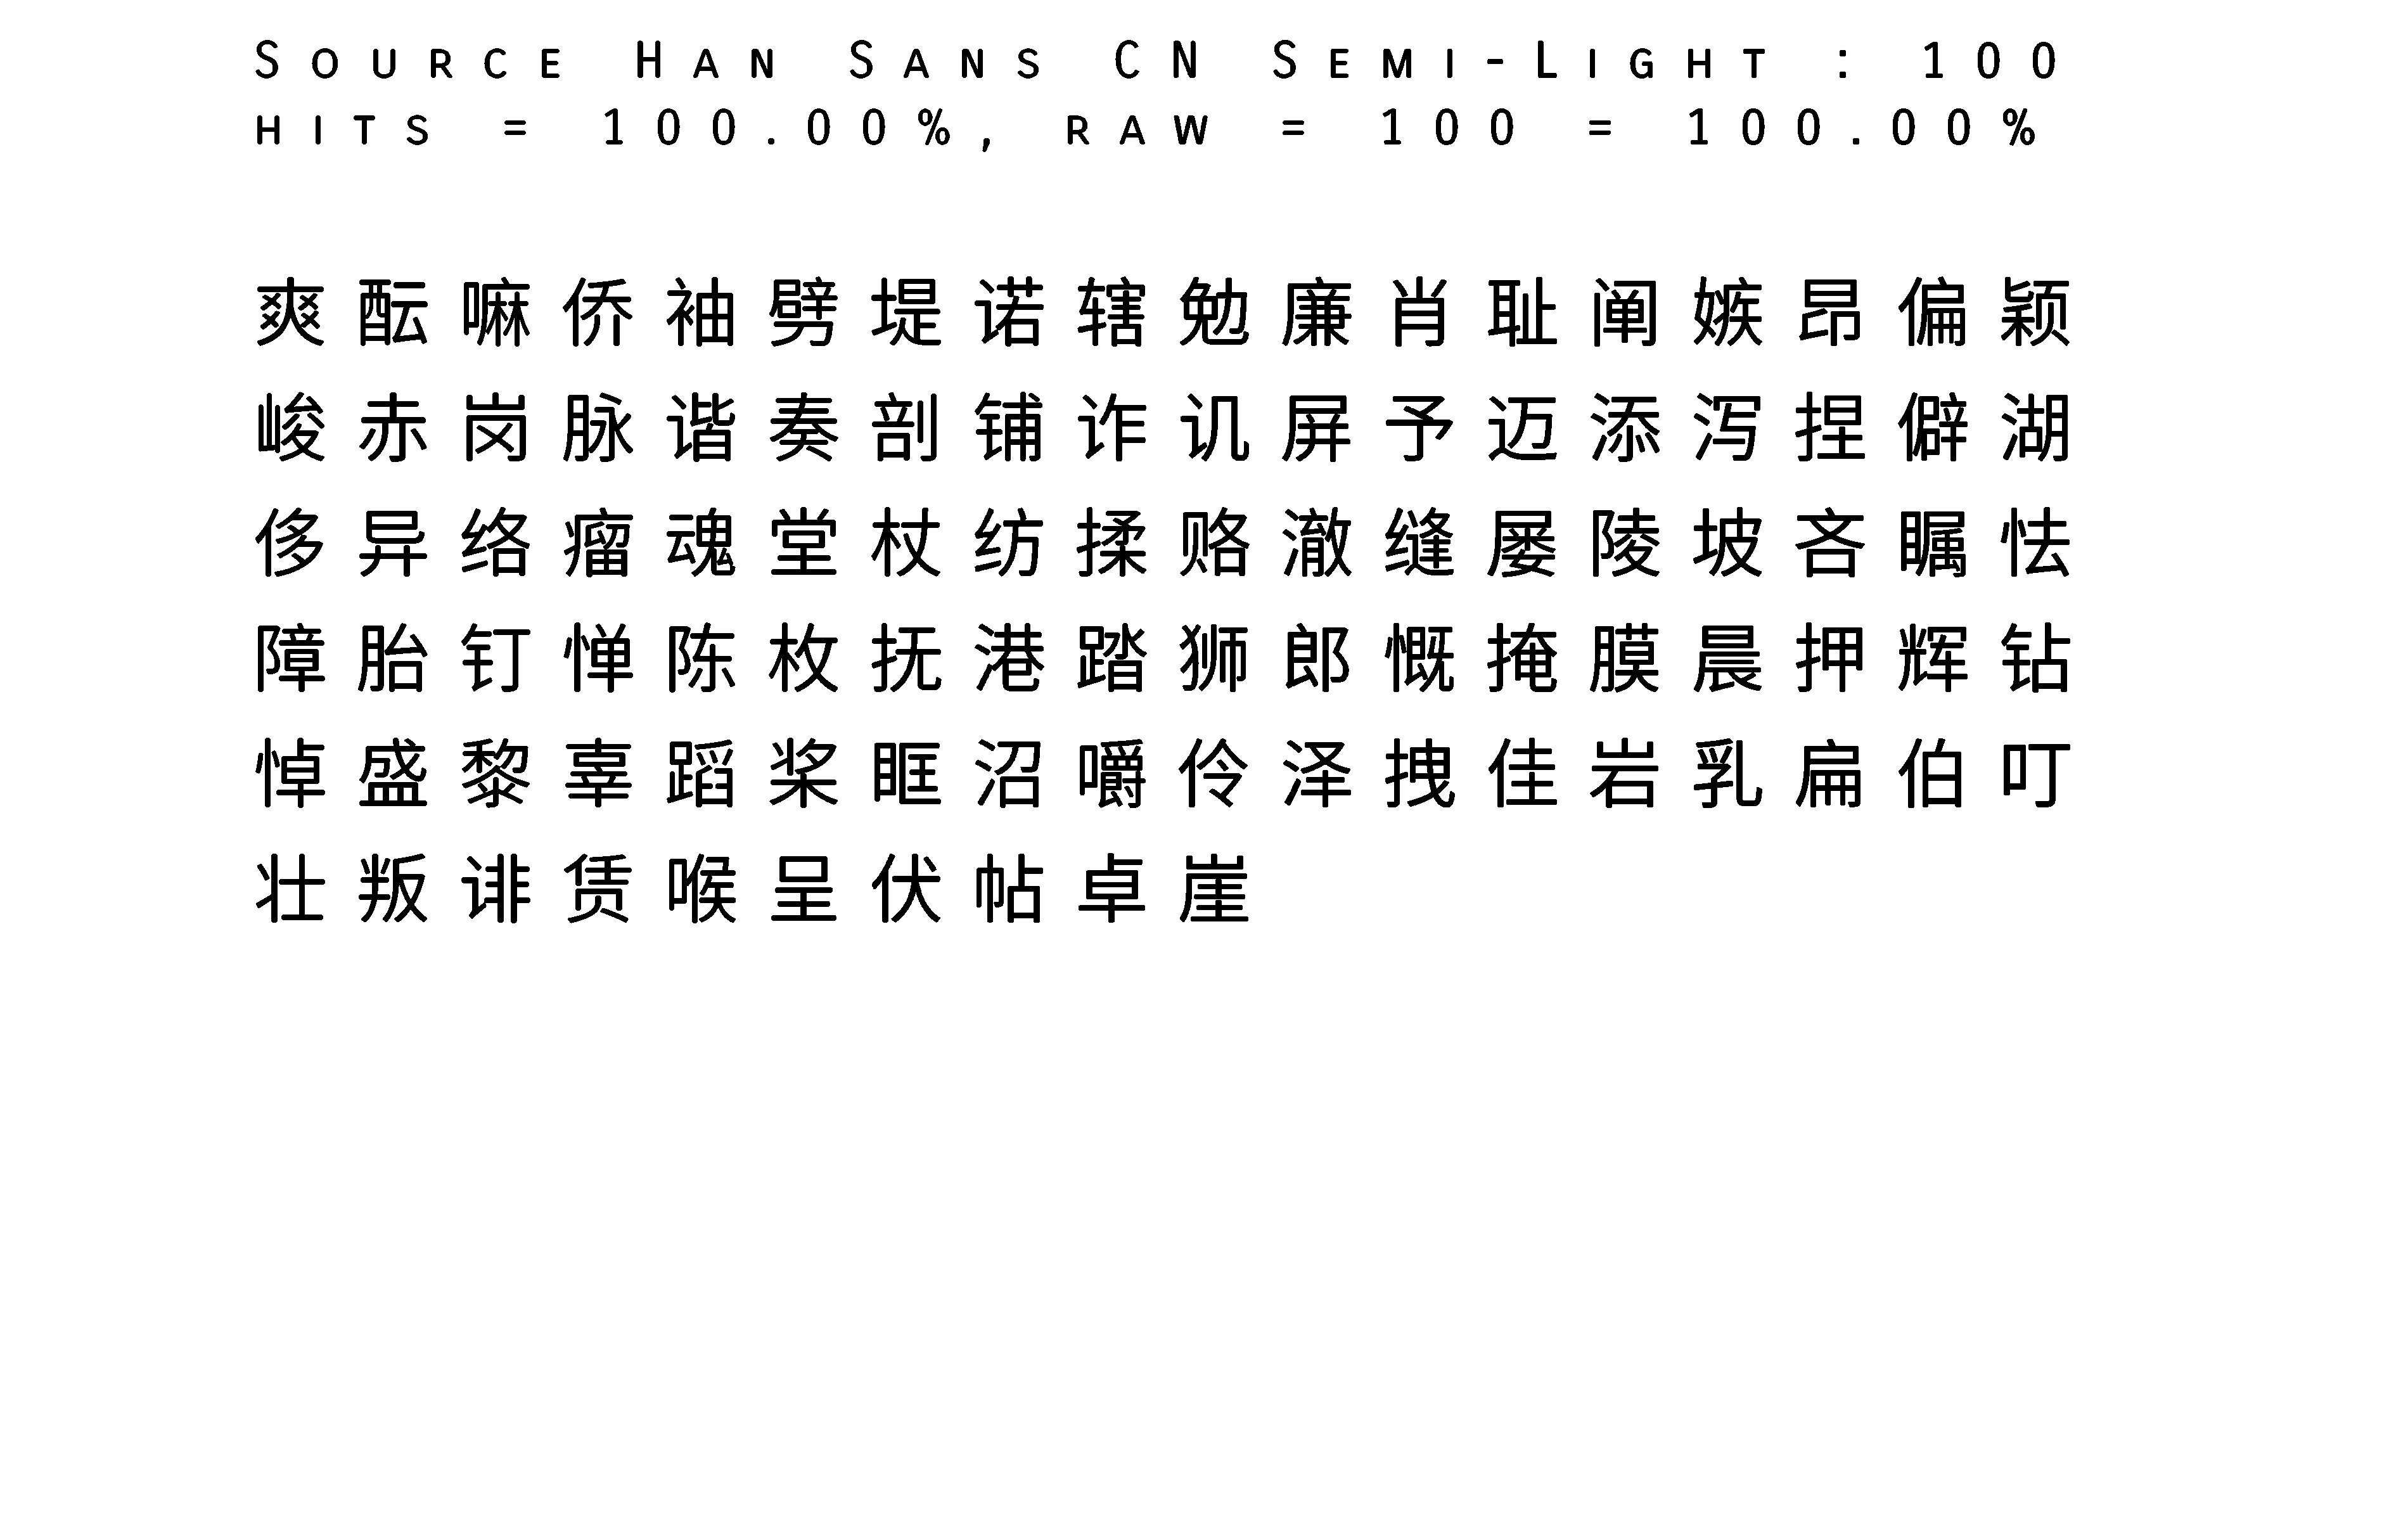 Source Han Sans CN Semi-Light : 100
hits = 100.00%, raw = 100 = 100.00%
爽酝嘛侨袖劈堤诺辖勉廉肖耻阐嫉昂偏颖
峻赤岗脉谐奏剖铺诈讥屏予迈添泻捏僻湖
侈异络瘤魂堂杖纺揉赂澈缝屡陵坡吝瞩怯
障胎钉惮陈枚抚港踏狮郎慨掩膜晨押辉钻
悼盛黎辜蹈桨眶沼嚼伶泽拽佳岩乳扁伯叮
壮叛诽赁喉呈伏帖卓崖